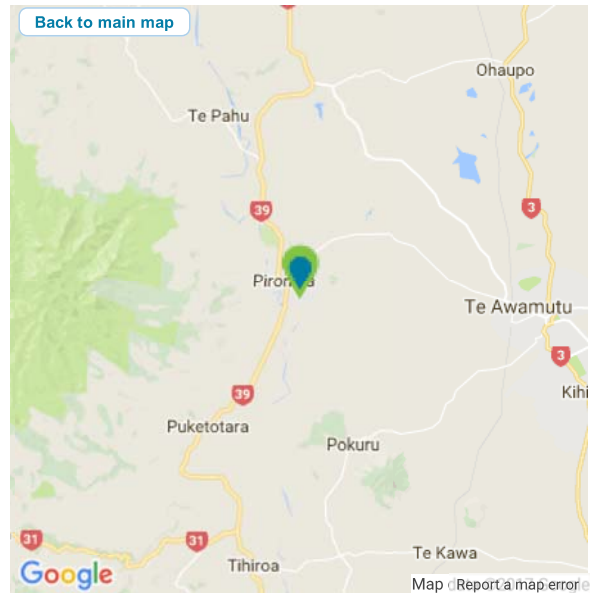 Back to main map
Ohaupo
Te Pahu
39
3
Te Awamutu
3
Kihi
39
Puketotara
Pokuru
31
31
Te Kawa
Tihiroa
Google
Map
Report a map error